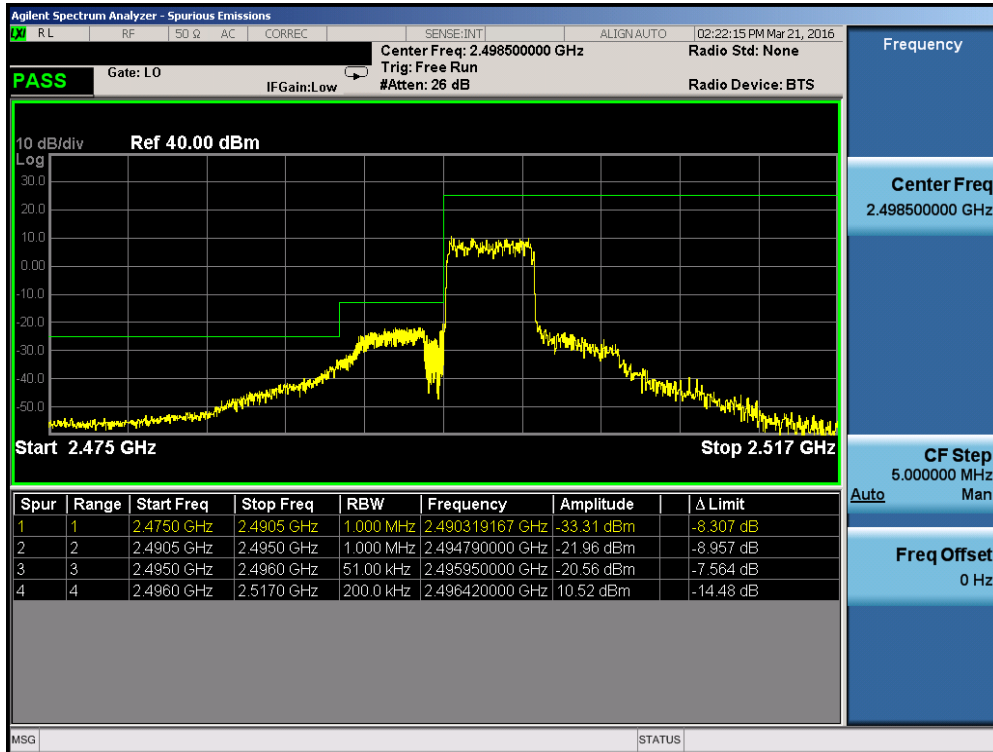 Agilent Spectrum Analyzer - Spurious Emissions
LXI RL RF 50 Ω AC CORREC SENSE:INT ALIGN AUTO 02:22:15 PM Mar 21, 2016
Center Freq: 2.498500000 GHz Radio Std: None
Trig: Free Run
PASS Gate: LO IFGain:Low #Atten: 26 dB Radio Device: BTS
10 dB/div Ref 40.00 dBm
Log
30.0
20.0
10.0
0.00
-10.0
-20.0
-30.0
-40.0
-50.0
Start 2.475 GHz Stop 2.517 GHz
Spur Range Start Freq Stop Freq RBW Frequency Amplitude Δ Limit
1 1 2.4750 GHz 2.4905 GHz 1.000 MHz 2.490319167 GHz -33.31 dBm -8.307 dB
2 2 2.4905 GHz 2.4950 GHz 1.000 MHz 2.494790000 GHz -21.96 dBm -8.957 dB
3 3 2.4950 GHz 2.4960 GHz 51.00 kHz 2.495950000 GHz -20.56 dBm -7.564 dB
4 4 2.4960 GHz 2.5170 GHz 200.0 kHz 2.496420000 GHz 10.52 dBm -14.48 dB
MSG STATUS
Frequency
Center Freq
2.498500000 GHz
CF Step
5.000000 MHz
Auto Man
Freq Offset
0 Hz